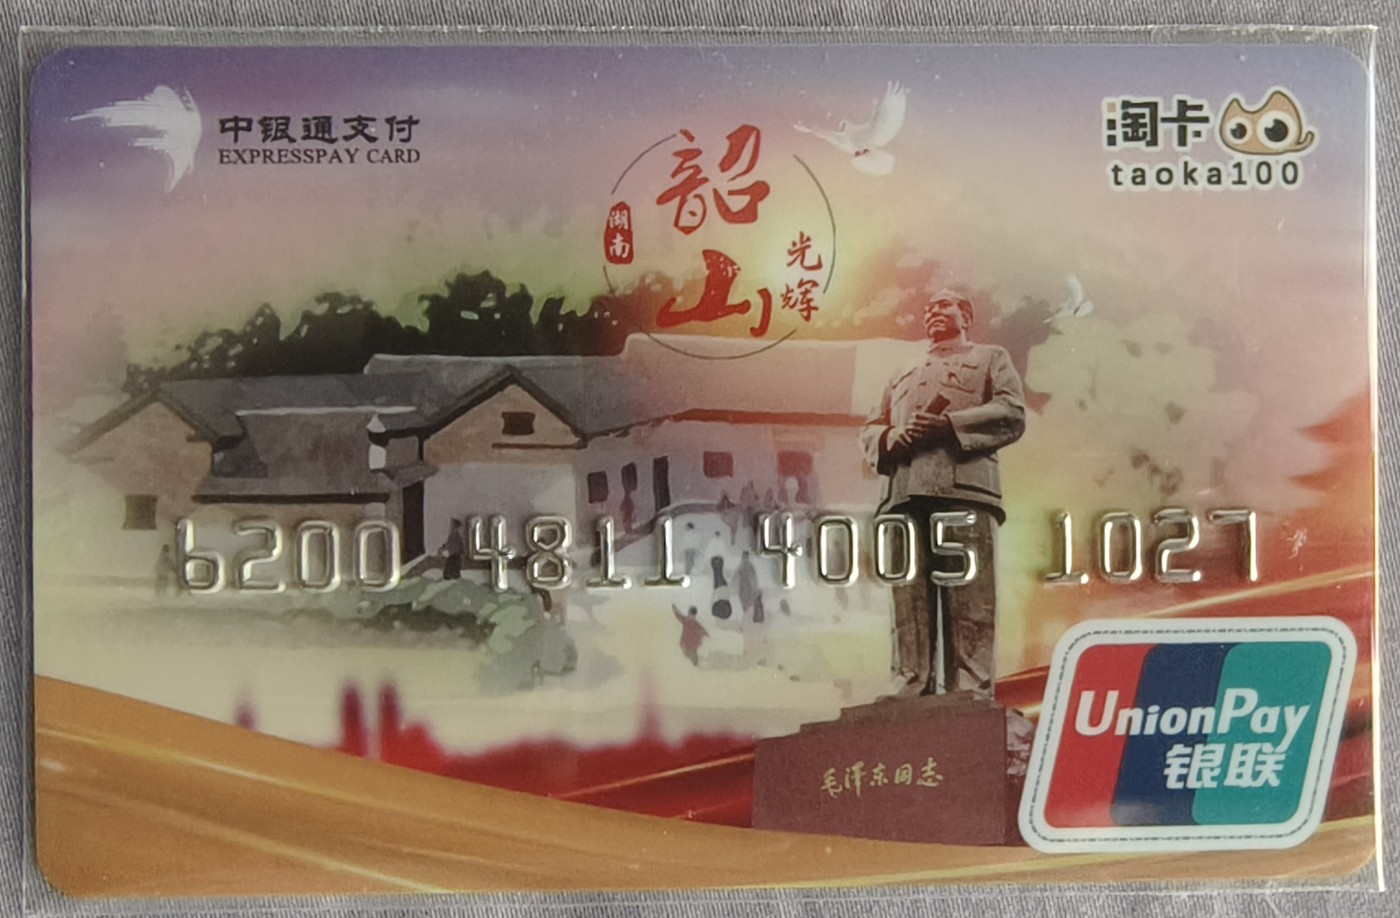 中银通支付
EXPRESSPAY CARD
湖南
韶山
光辉
淘卡
taoka100
6200 4811 4005 1027
毛泽东同志
UnionPay
银联